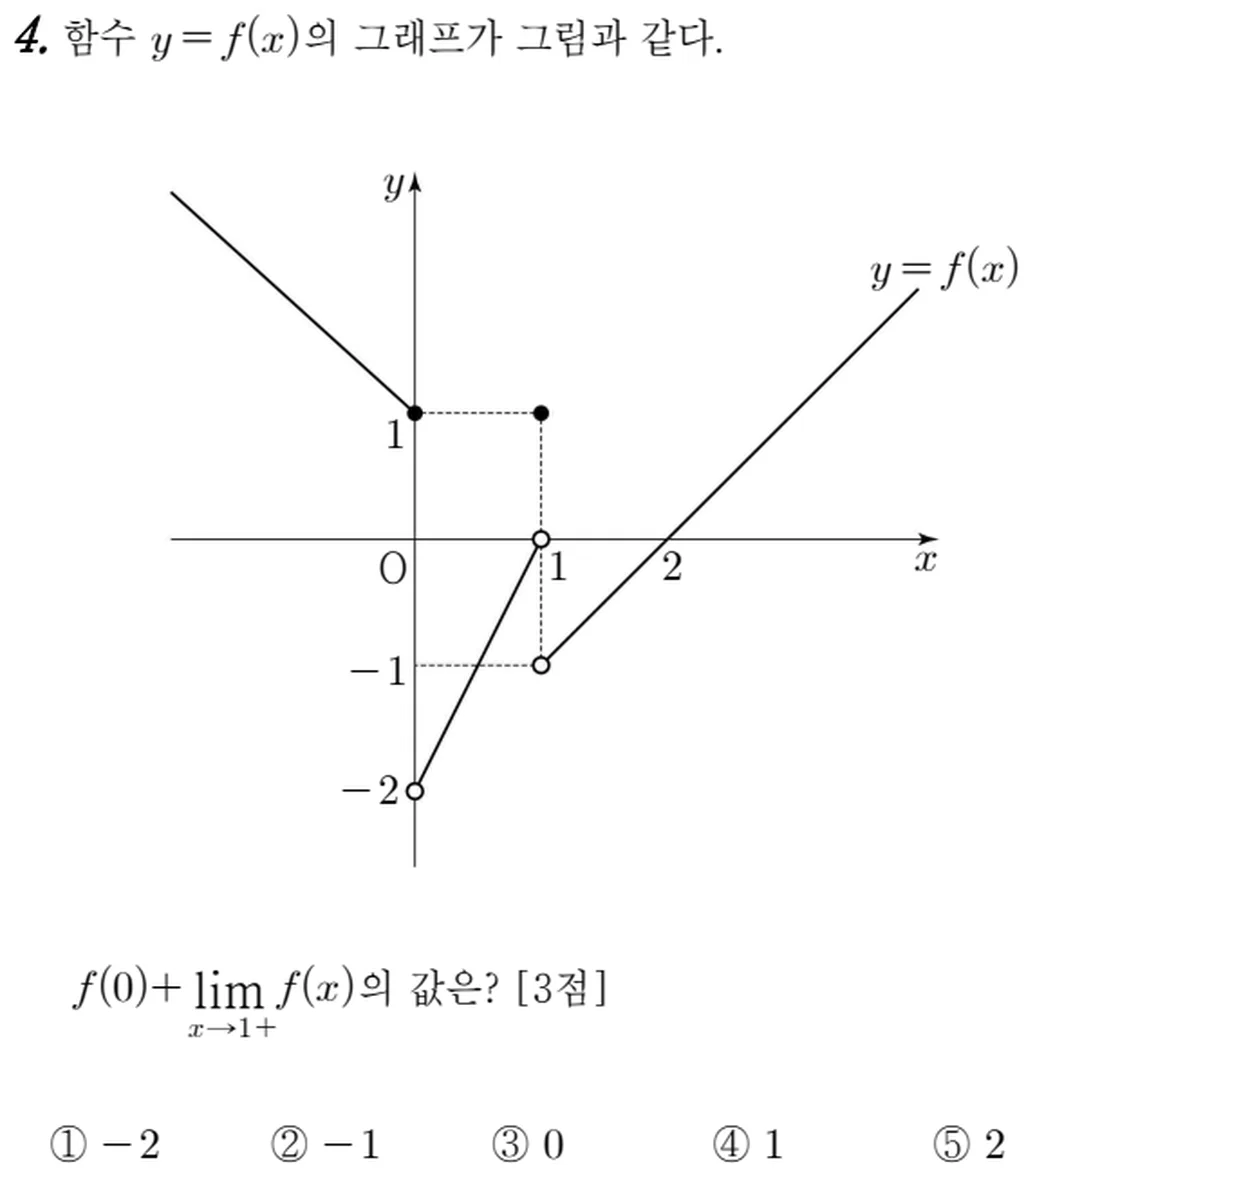 4. 함수 y=f(x)의 그래프가 그림과 같다.
y
y=f(x)
1
O
1
2
x
-1
-2
f(0)+ lim f(x)의 값은? [3점]
x→1+
① -2 ② -1 ③ 0 ④ 1 ⑤ 2